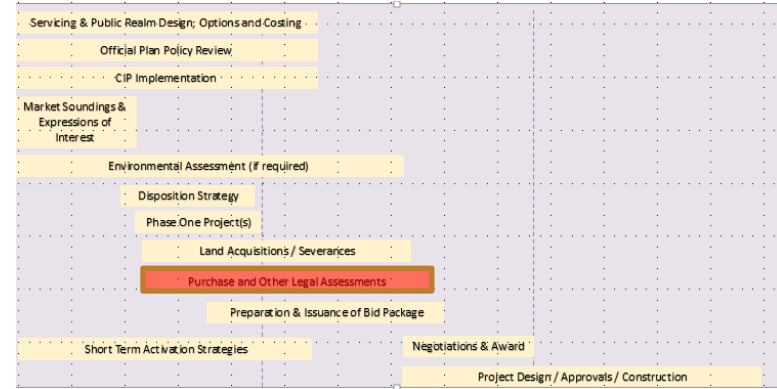 Servicing & Public Realm Design; Options and Costing
Official Plan Policy Review
CIP Implementation
Market Soundings &
Expressions of
Interest
Environmental Assessment (if required)
Disposition Strategy
Phase One Project(s)
Land Acquisitions / Severances
Purchase and Other Legal Assessments
Preparation & Issuance of Bid Package
Short Term Activation Strategies
Negotiations & Award
Project Design / Approvals / Construction